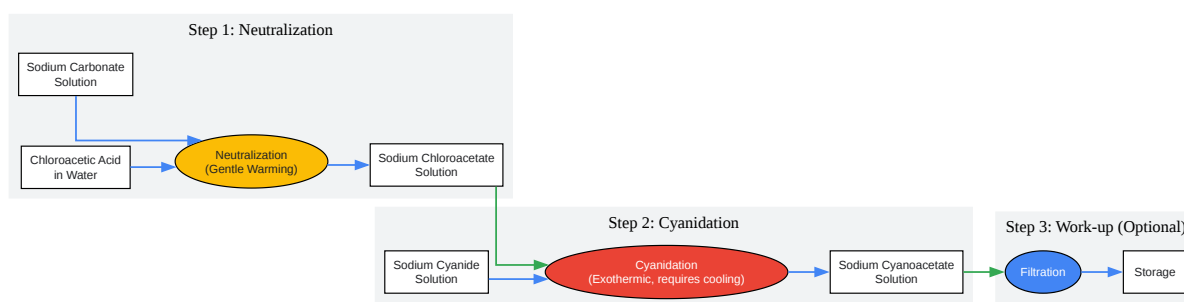 Step 1: Neutralization
Sodium Carbonate
Solution
Chloroacetic Acid
in Water
Neutralization
(Gentle Warming)
Sodium Chloroacetate
Solution
Step 2: Cyanidation
Sodium Cyanide
Solution
Cyanidation
(Exothermic, requires cooling)
Sodium Cyanoacetate
Solution
Step 3: Work-up (Optional)
Filtration
Storage